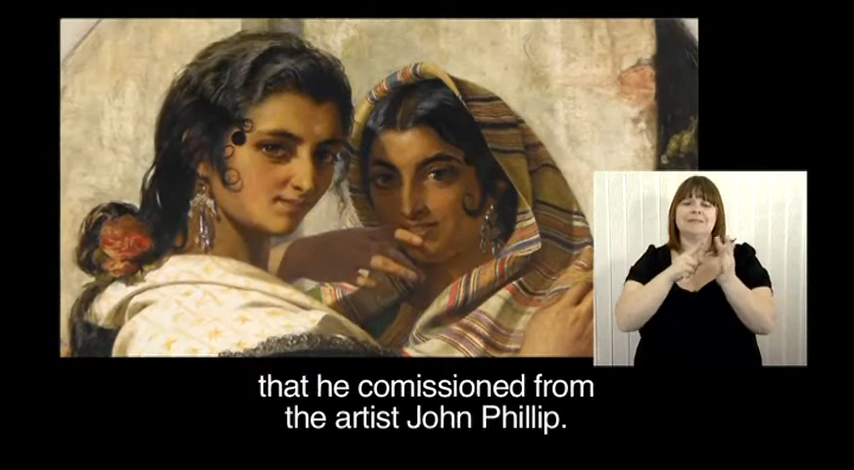 that he comissioned from
the artist John Phillip.